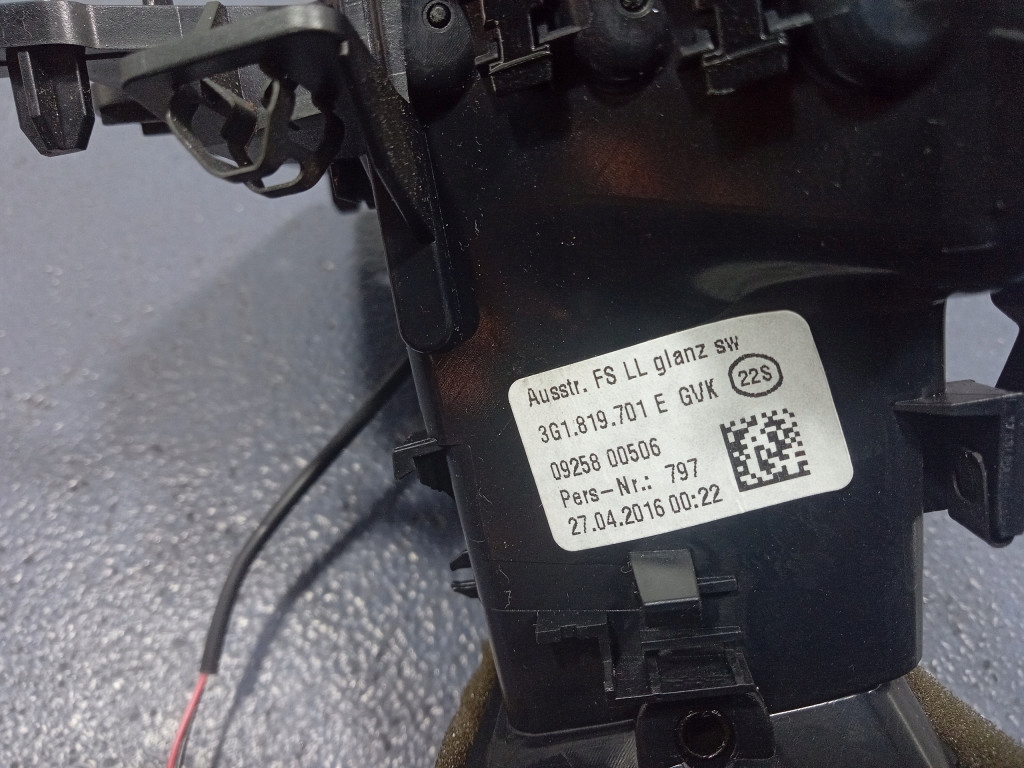 Ausstr. FS LL glanz sw
3G1.819.701 E GVK 22S
09258 00506
Pers-Nr.: 797
27.04.2016 00:22